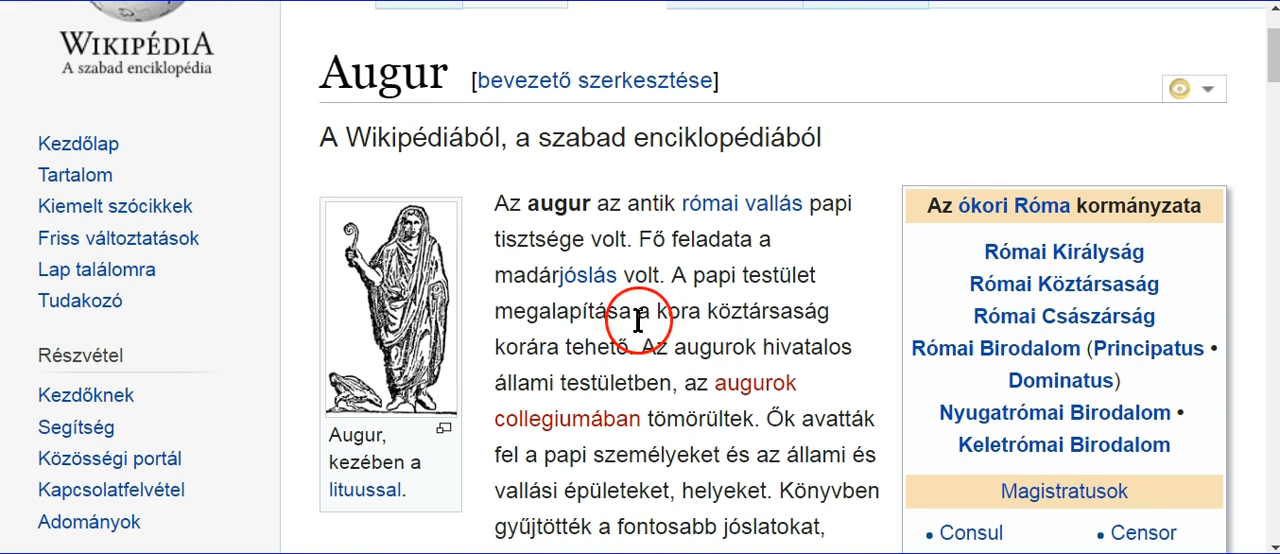 WIKIPÉDIA
A szabad enciklopédia
Kezdőlap
Tartalom
Kiemelt szócikkek
Friss változtatások
Lap találomra
Tudakozó
Részvétel
Kezdőknek
Segítség
Közösségi portál
Kapcsolatfelvétel
Adományok
Augur [bevezető szerkesztése]
A Wikipédiából, a szabad enciklopédiából
Augur,
kezében a
lituussal.
Az augur az antik római vallás papi
tisztsége volt. Fő feladata a
madárjóslás volt. A papi testület
megalapítása a kora köztársaság
korára tehető. Az augurok hivatalos
állami testületben, az augurok
collegiumában tömörültek. Ők avatták
fel a papi személyeket és az állami és
vallási épületeket, helyeket. Könyvben
gyűjtötték a fontosabb jóslatokat,
Az ókori Róma kormányzata
Római Királyság
Római Köztársaság
Római Császárság
Római Birodalom (Principatus •
Dominatus)
Nyugatrómai Birodalom •
Keletrómai Birodalom
Magistratusok
• Consul • Censor